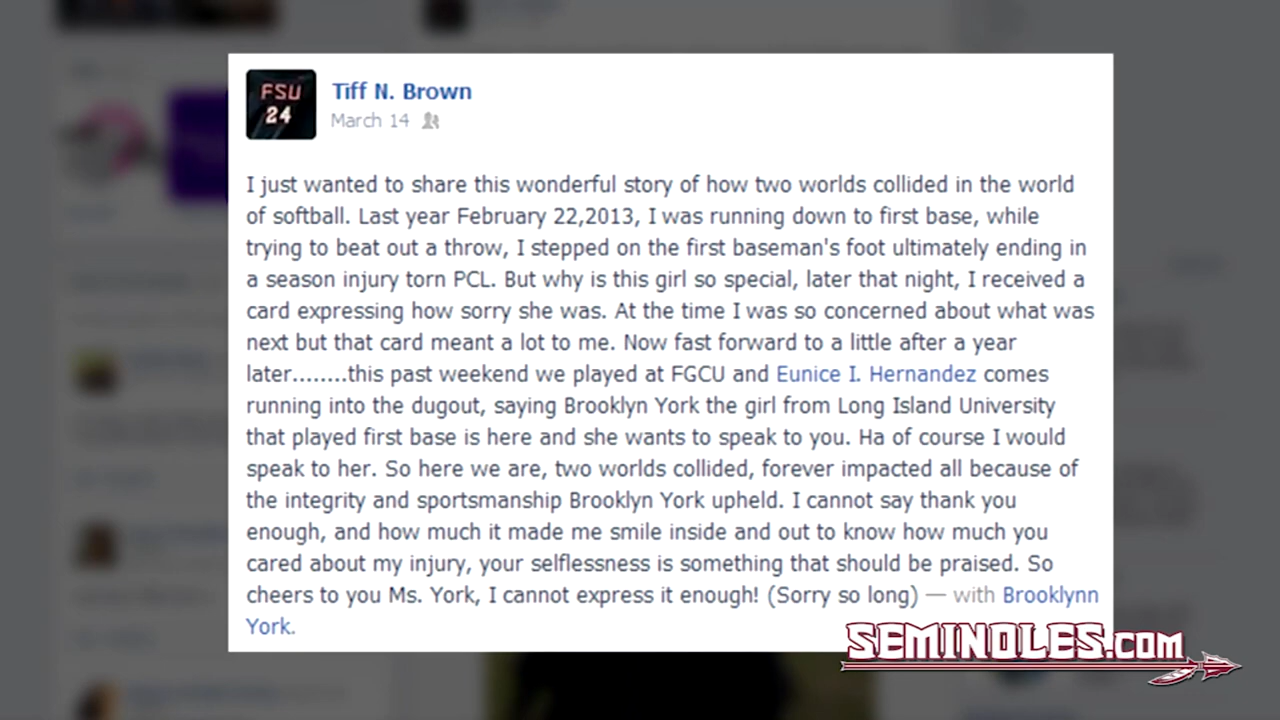 FSU
24
Tiff N. Brown
March 14
I just wanted to share this wonderful story of how two worlds collided in the world
of softball. Last year February 22,2013, I was running down to first base, while
trying to beat out a throw, I stepped on the first baseman's foot ultimately ending in
a season injury torn PCL. But why is this girl so special, later that night, I received a
card expressing how sorry she was. At the time I was so concerned about what was
next but that card meant a lot to me. Now fast forward to a little after a year
later........this past weekend we played at FGCU and Eunice I. Hernandez comes
running into the dugout, saying Brooklyn York the girl from Long Island University
that played first base is here and she wants to speak to you. Ha of course I would
speak to her. So here we are, two worlds collided, forever impacted all because of
the integrity and sportsmanship Brooklyn York upheld. I cannot say thank you
enough, and how much it made me smile inside and out to know how much you
cared about my injury, your selflessness is something that should be praised. So
cheers to you Ms. York, I cannot express it enough! (Sorry so long) — with Brooklynn
York.
SEMINOLES.com